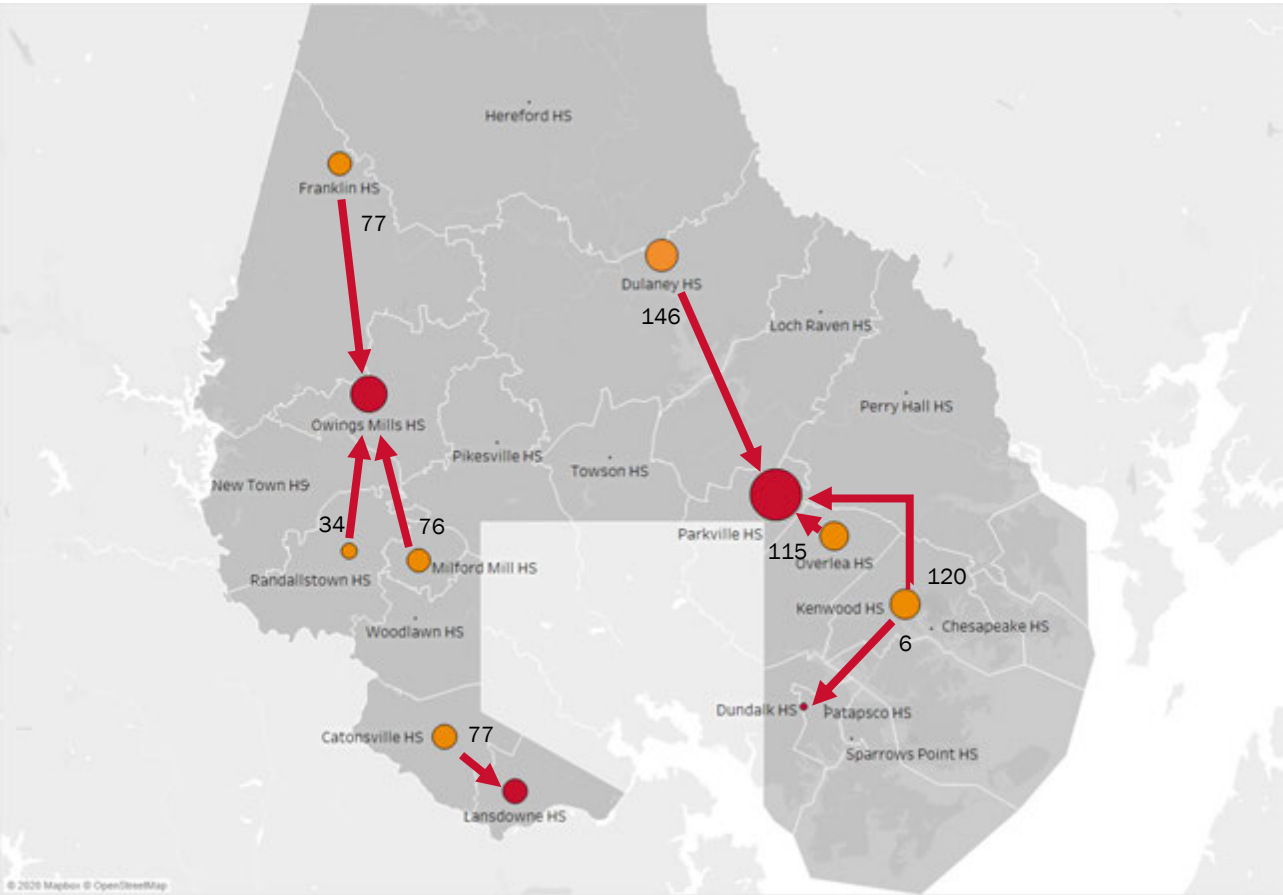 Hereford HS
Franklin HS
77
Dulaney HS
146
Loch Raven HS
Perry Hall HS
Owings Mills HS
Pikesville HS
Towson HS
New Town HS
34
76
Parkville HS
115
Overlea HS
Randallstown HS
Milford Mill HS
120
Kenwood HS
Chesapeake HS
Woodlawn HS
6
Dundalk HS
Patapsco HS
Catonsville HS
77
Sparrows Point HS
Lansdowne HS
© 2020 Mapbox © OpenStreetMap